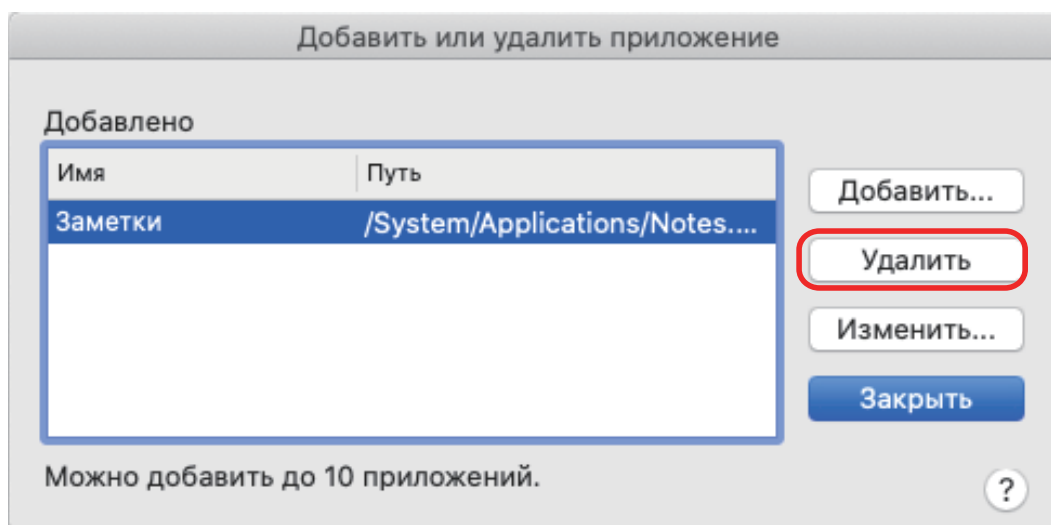 Добавить или удалить приложение
Добавлено
Имя Путь
Заметки /System/Applications/Notes....
Добавить...
Удалить
Изменить...
Закрыть
Можно добавить до 10 приложений.
?